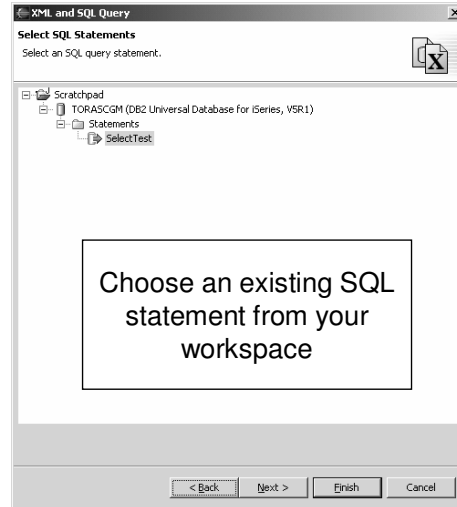 XML and SQL Query
Select SQL Statements
Select an SQL query statement.
X
Scratchpad
TORASCGM (DB2 Universal Database for iSeries, V5R1)
Statements
SelectTest
Choose an existing SQL
statement from your
workspace
< Back
Next >
Finish
Cancel